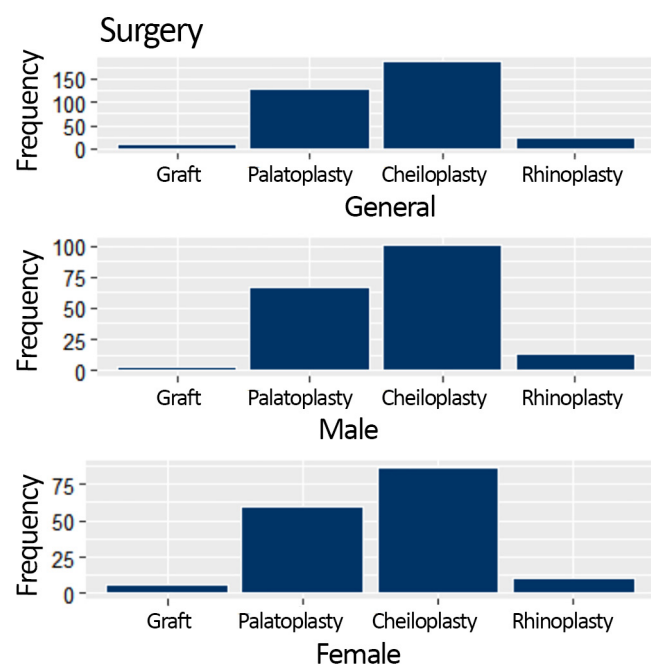 Surgery
Frequency
150
100
50
0
Graft Palatoplasty Cheiloplasty Rhinoplasty
General
Frequency
100
75
50
25
0
Graft Palatoplasty Cheiloplasty Rhinoplasty
Male
Frequency
75
50
25
0
Graft Palatoplasty Cheiloplasty Rhinoplasty
Female